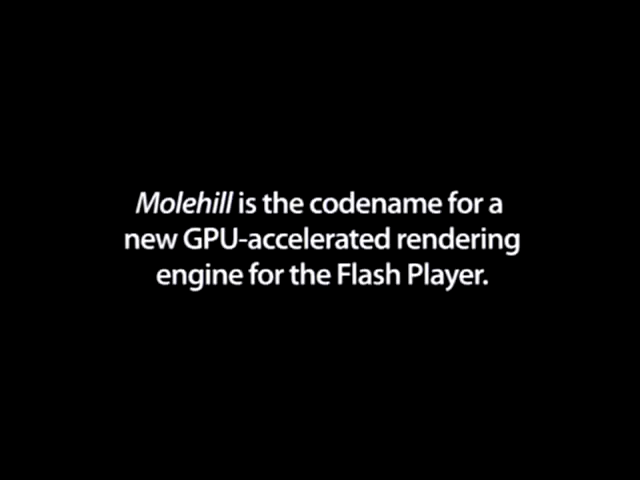 Molehill is the codename for a
new GPU-accelerated rendering
engine for the Flash Player.